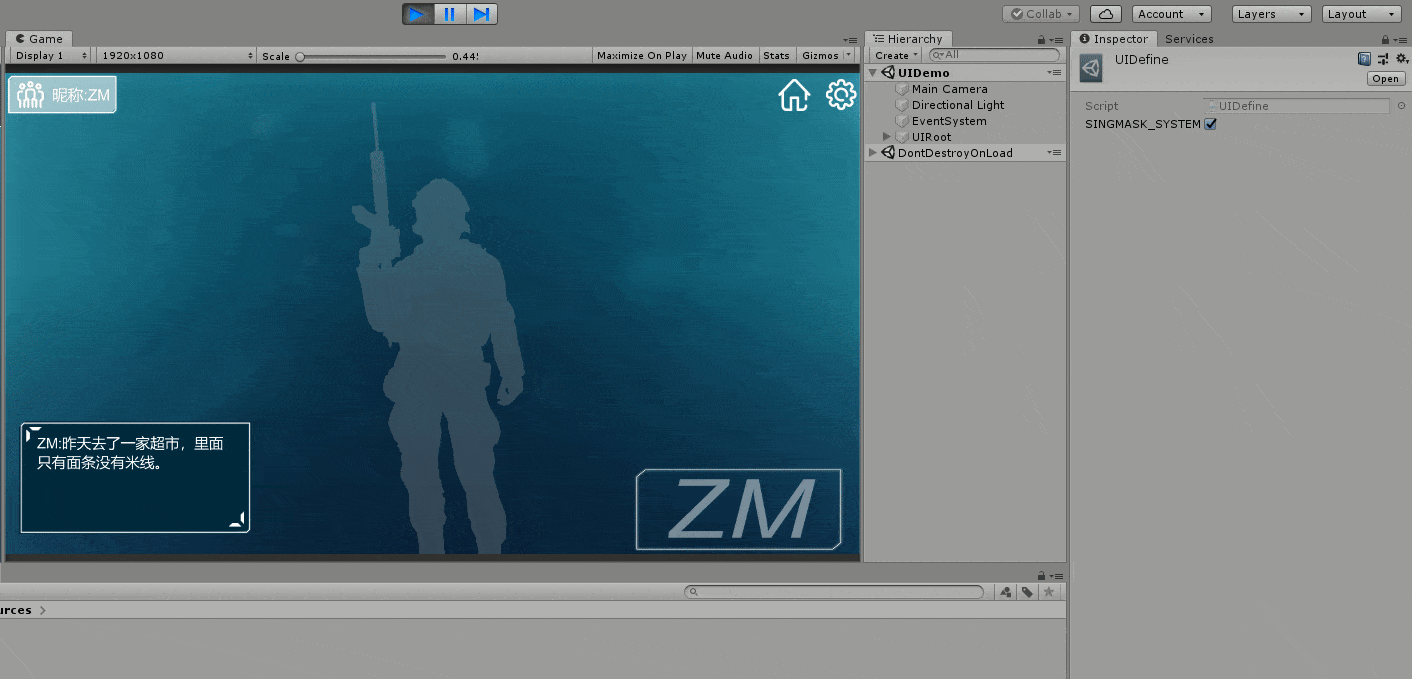 Collab
Account
Layers
Layout
Game
Display 1
1920x1080
Scale
0.44
Maximize On Play
Mute Audio
Stats
Gizmos
昵称:ZM
ZM:昨天去了一家超市，里面
只有面条没有米线。
ZM
Hierarchy
Create
All
UIDemo
Main Camera
Directional Light
EventSystem
UIRoot
DontDestroyOnLoad
Inspector
Services
UIDefine
Open
Script
UIDefine
SINGMASK_SYSTEM
urces